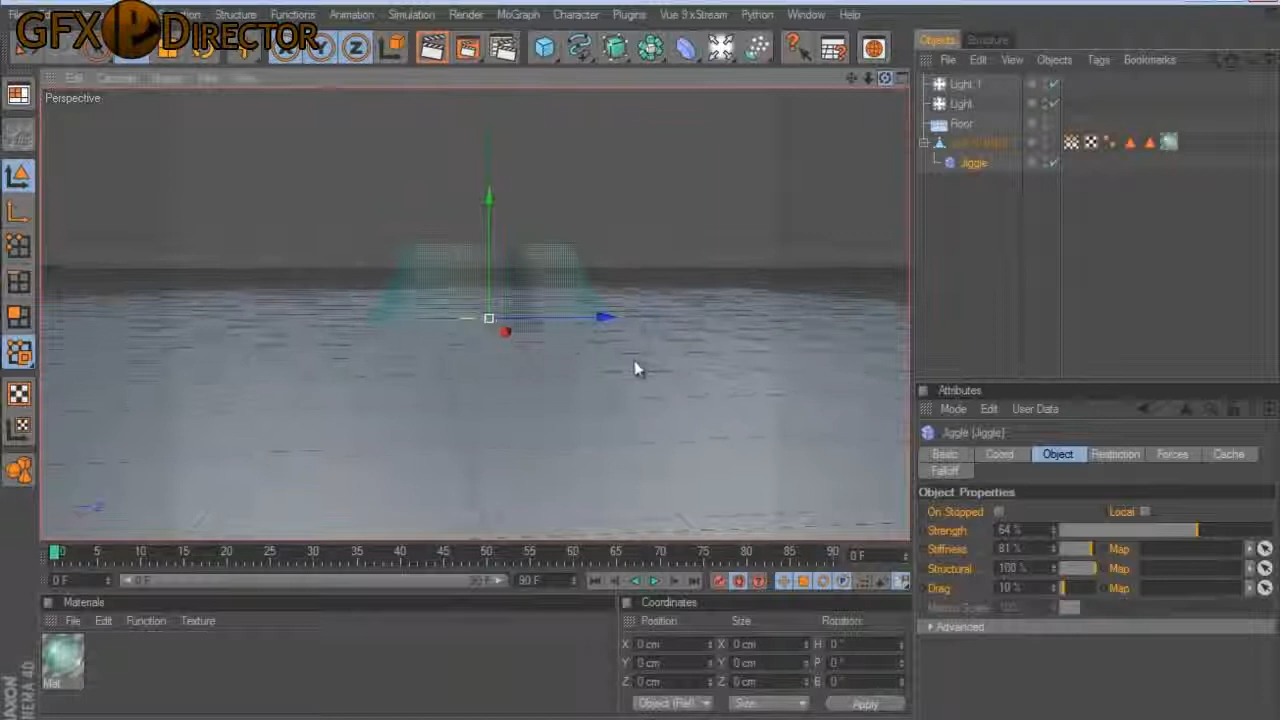 GFX DIRECTOR
Structure Functions Animation Simulation Render MoGraph Character Plugins Vue 9 xStream Python Window Help
Y Z
Objects Structure
File Edit View Objects Tags Bookmarks
Light 1
Light
Floor
Jiggle
Perspective
Attributes
Mode Edit User Data
Jiggle [Jiggle]
Basic Coord Object Restriction Forces Cache
Falloff
Object Properties
On Stopped Local
Strength 64 %
Stiffness 81 % Map
Structural 100 % Map
Drag 10 % Map
Advanced
0 5 10 15 20 25 30 35 40 45 50 55 60 65 70 75 80 85 90 0 F
0 F 0 F 90 F 90 F
Materials
File Edit Function Texture
Mat
Coordinates
Position Size Rotation
X 0 cm X 0 cm H 0 °
Y 0 cm Y 0 cm P 0 °
Z 0 cm Z 0 cm B 0 °
Object (Rel) Size Apply